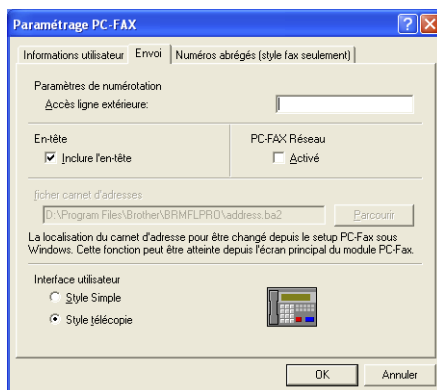 Paramétrage PC-FAX
Informations utilisateur Envoi Numéros abrégés (style fax seulement)
Paramètres de numérotation
Accès ligne extérieure:
En-tête PC-FAX Réseau
Inclure l'en-tête Activé
ficher carnet d'adresses
D:\Program Files\Brother\BRMFLPRO\address.ba2 Parcourir
La localisation du carnet d'adresse pour être changé depuis le setup PC-Fax sous
Windows. Cette fonction peut être atteinte depuis l'écran principal du module PC-Fax.
Interface utilisateur
Style Simple
Style télécopie
OK Annuler